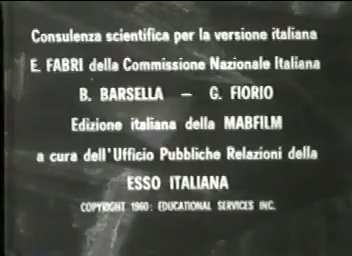 Consulenza scientifica per la versione italiana
E. FABRI della Commissione Nazionale Italiana
B. BARSELLA — G. FIORIO
Edizione italiana della MABFILM
a cura dell'Ufficio Pubbliche Relazioni della
ESSO ITALIANA
COPYRIGHT 1960: EDUCATIONAL SERVICES INC.